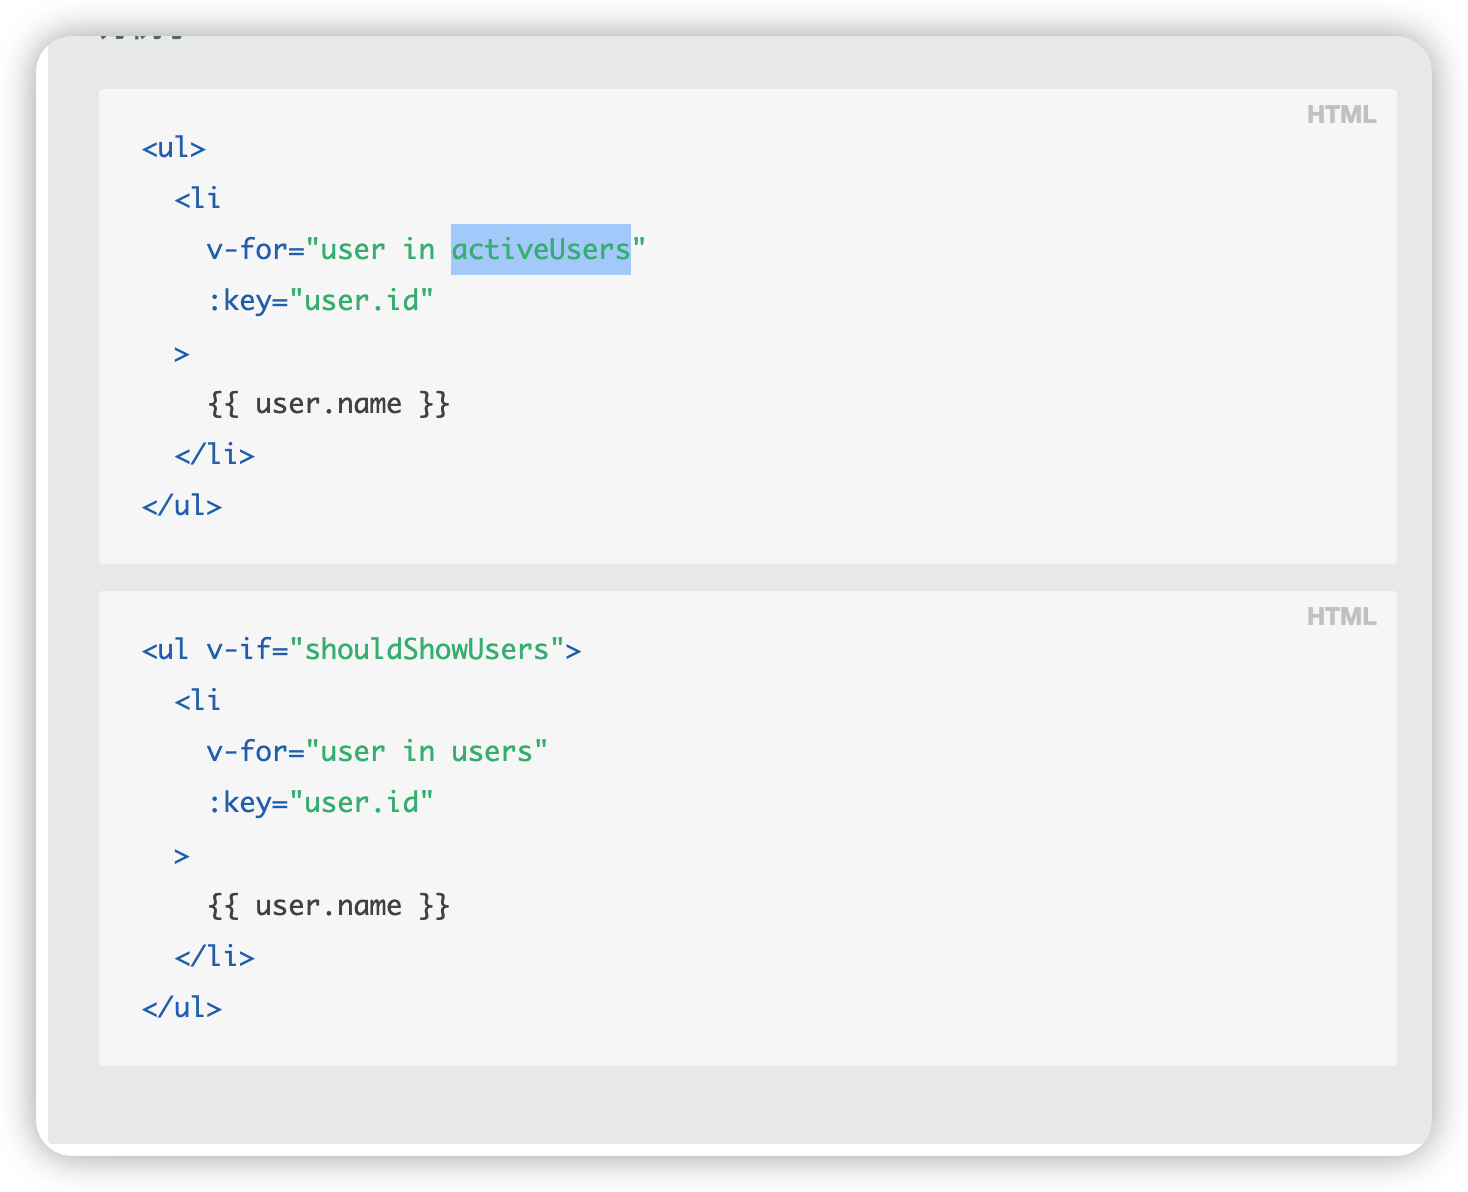 HTML
<ul>
  <li
    v-for="user in activeUsers"
    :key="user.id"
  >
    {{ user.name }}
  </li>
</ul>
HTML
<ul v-if="shouldShowUsers">
  <li
    v-for="user in users"
    :key="user.id"
  >
    {{ user.name }}
  </li>
</ul>